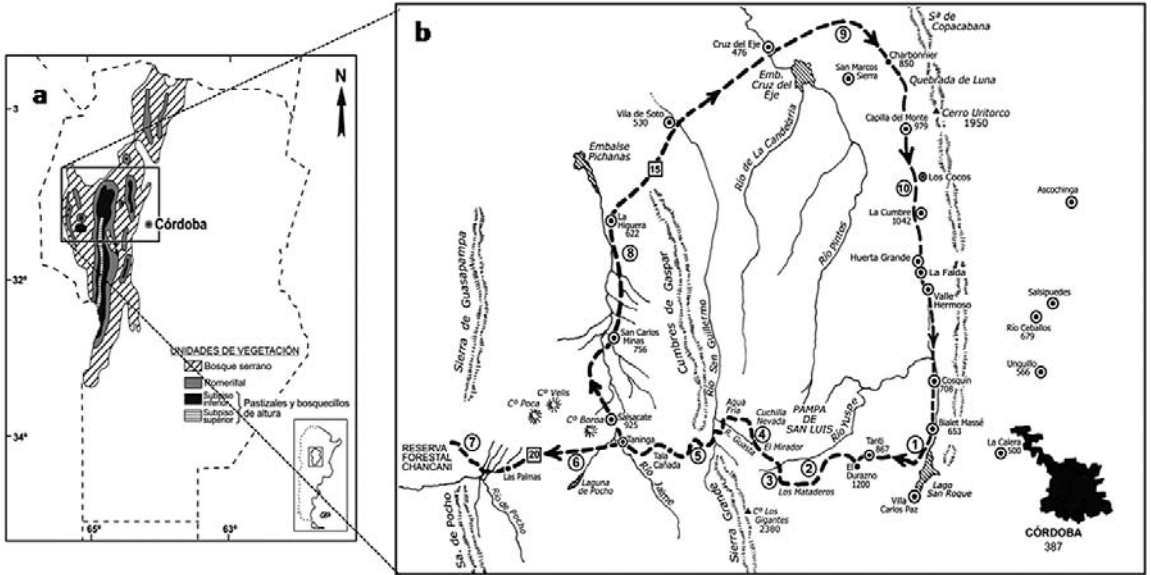 a
N
-3
32°
34°
65°
63°
Córdoba
UNIDADES DE VEGETACIÓN
Bosque serrano
Romerillal
Subpiso
inferior
Subpiso
superior
Pastizales y bosquecillos
de altura
b
Cruz del Eje
476
9
Sª de
Copacabana
Charbonnier
850
San Marcos
Sierra
Emb.
Cruz del
Eje
Quebrada de Luna
Cerro Uritorco
1950
Capilla del Monte
979
Vila de Soto
530
Embalse
Pichanas
15
Río de La Candelaria
Los Cocos
10
Ascochinga
La Cumbre
1042
La
Higuera
622
8
Río Pintos
Huerta Grande
La Falda
Valle
Hermoso
Sierra de Guasapampa
Cumbres de Gaspar
Río San Guillermo
Salsipuedes
Río Ceballos
679
San Carlos
Minas
756
Unquillo
566
Cosquín
708
Cº Velis
Cº Poca
Cº Boroa
Salsacate
925
Agua
Fría
Cuchilla
Nevada
PAMPA
DE
SAN LUIS
Río Yuspe
Bialet Massé
653
1
Tanti
867
La Calera
500
RESERVA
FORESTAL
CHANCANI
7
20
Taninga
4
R. Guasta
El Mirador
Tala
Cañada
5
6
Las Palmas
3
2
El
Durazno
1200
Los Mataderos
Lago
San Roque
Laguna
de Pocho
Río Jaime
Villa
Carlos Paz
Río de Pocho
Sa. de Pocho
Sierra Grande
Cº Los
Gigantes
2380
CÓRDOBA
387